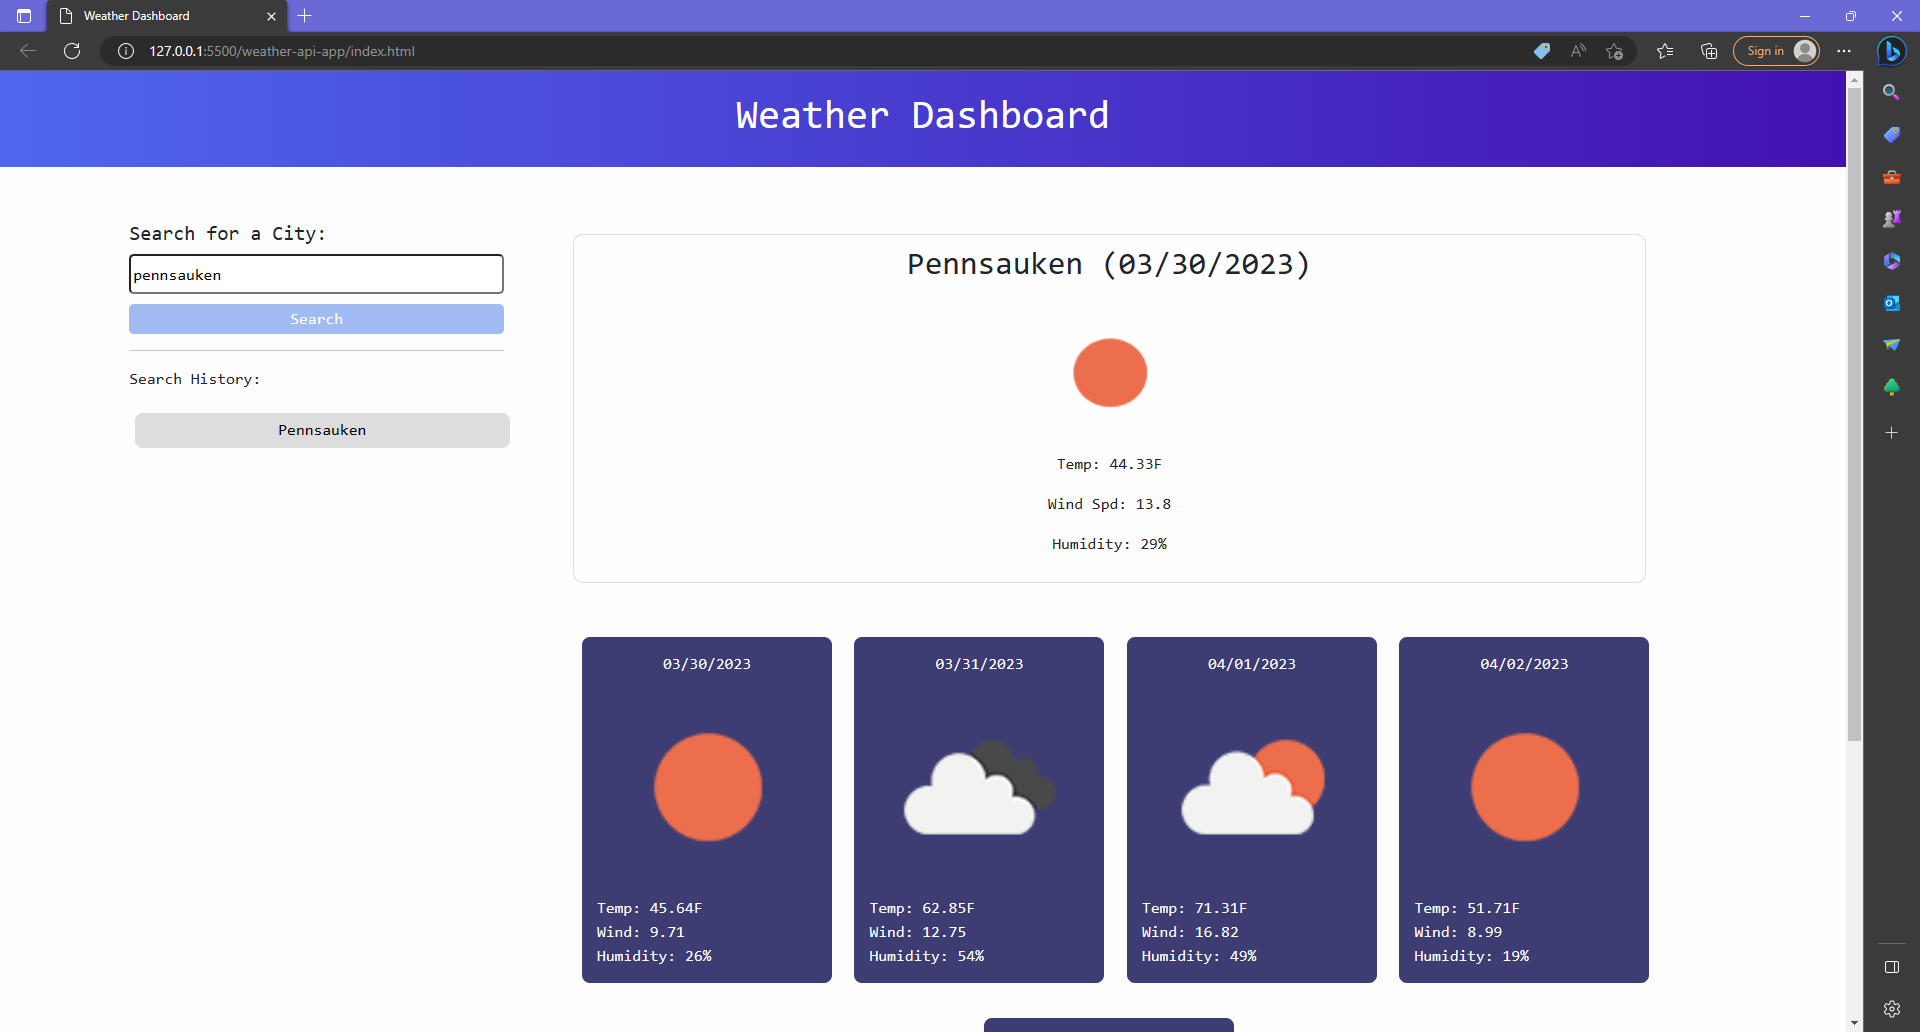 Weather Dashboard
127.0.0.1:5500/weather-api-app/index.html
Sign in
Weather Dashboard
Search for a City:
pennsauken
Search
Search History:
Pennsauken
Pennsauken (03/30/2023)
Temp: 44.33F
Wind Spd: 13.8
Humidity: 29%
03/30/2023
Temp: 45.64F
Wind: 9.71
Humidity: 26%
03/31/2023
Temp: 62.85F
Wind: 12.75
Humidity: 54%
04/01/2023
Temp: 71.31F
Wind: 16.82
Humidity: 49%
04/02/2023
Temp: 51.71F
Wind: 8.99
Humidity: 19%